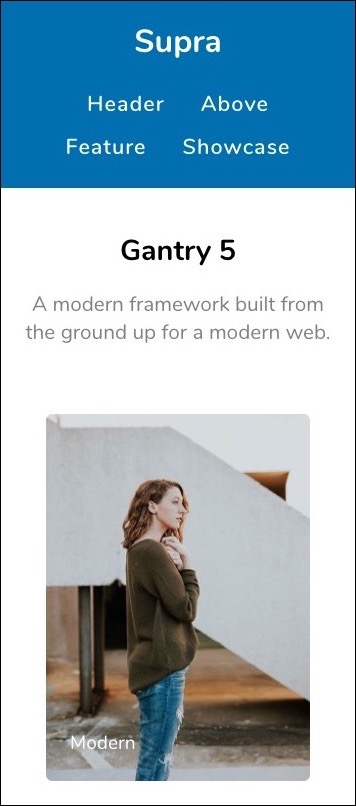 Supra
Header Above
Feature Showcase
Gantry 5
A modern framework built from
the ground up for a modern web.
Modern